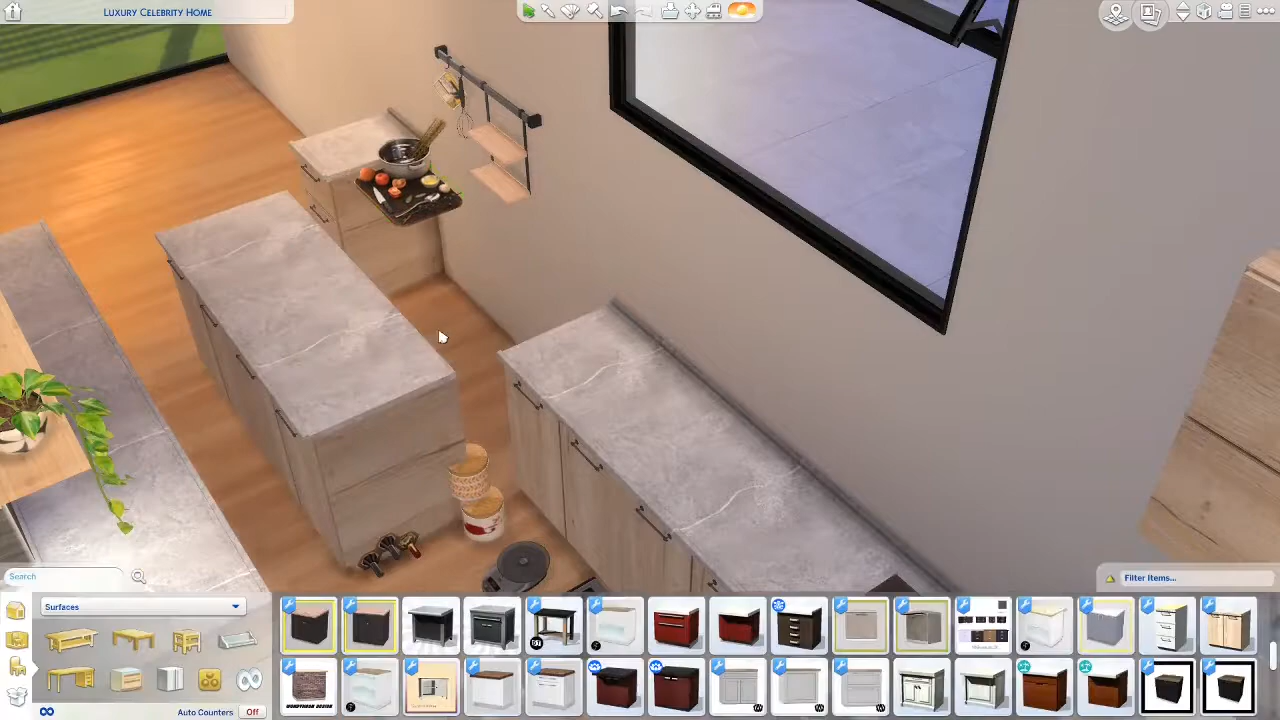 LUXURY CELEBRITY HOME
Search
Filter Items...
Surfaces
Auto Counters
Off